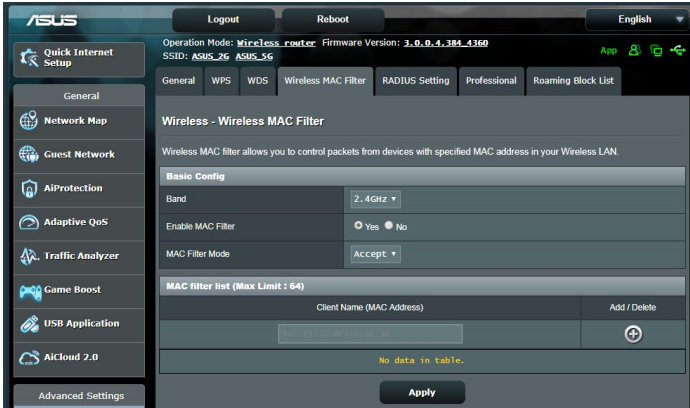 ASUS
Logout
Reboot
English
Quick Internet
Setup
Operation Mode: Wireless router Firmware Version: 3.0.0.4.384_4360
SSID: ASUS_2G ASUS_5G
App
General
WPS
WDS
Wireless MAC Filter
RADIUS Setting
Professional
Roaming Block List
General
Network Map
Guest Network
AiProtection
Adaptive QoS
Traffic Analyzer
Game Boost
USB Application
AiCloud 2.0
Advanced Settings
Wireless - Wireless MAC Filter
Wireless MAC filter allows you to control packets from devices with specified MAC address in your Wireless LAN.
Basic Config
Band
2.4GHz
Enable MAC Filter
Yes No
MAC Filter Mode
Accept
MAC filter list (Max Limit : 64)
Client Name (MAC Address)
Add / Delete
No data in table.
Apply